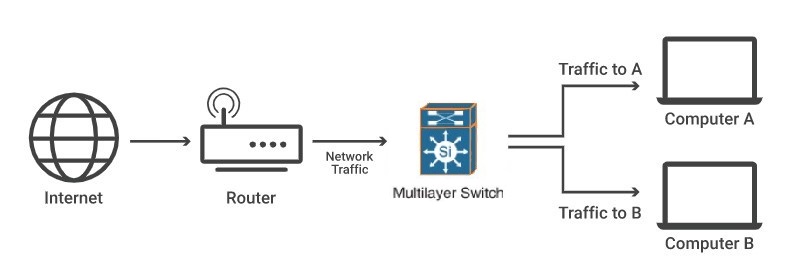 Internet
Router
Network
Traffic
Si
Multilayer Switch
Traffic to A
Computer A
Traffic to B
Computer B